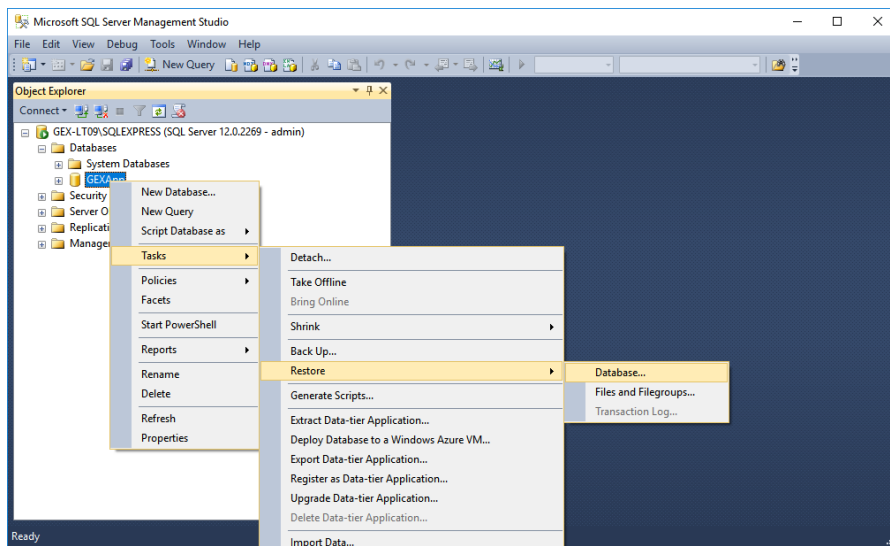 Microsoft SQL Server Management Studio
File Edit View Debug Tools Window Help
New Query
Object Explorer
Connect
GEX-LT09\SQLEXPRESS (SQL Server 12.0.2269 - admin)
Databases
System Databases
GEXApp
Security
Server O
Replicati
Manage
New Database...
New Query
Script Database as
Tasks
Policies
Facets
Start PowerShell
Reports
Rename
Delete
Refresh
Properties
Detach...
Take Offline
Bring Online
Shrink
Back Up...
Restore
Generate Scripts...
Extract Data-tier Application...
Deploy Database to a Windows Azure VM...
Export Data-tier Application...
Register as Data-tier Application...
Upgrade Data-tier Application...
Delete Data-tier Application...
Import Data...
Database...
Files and Filegroups...
Transaction Log...
Ready